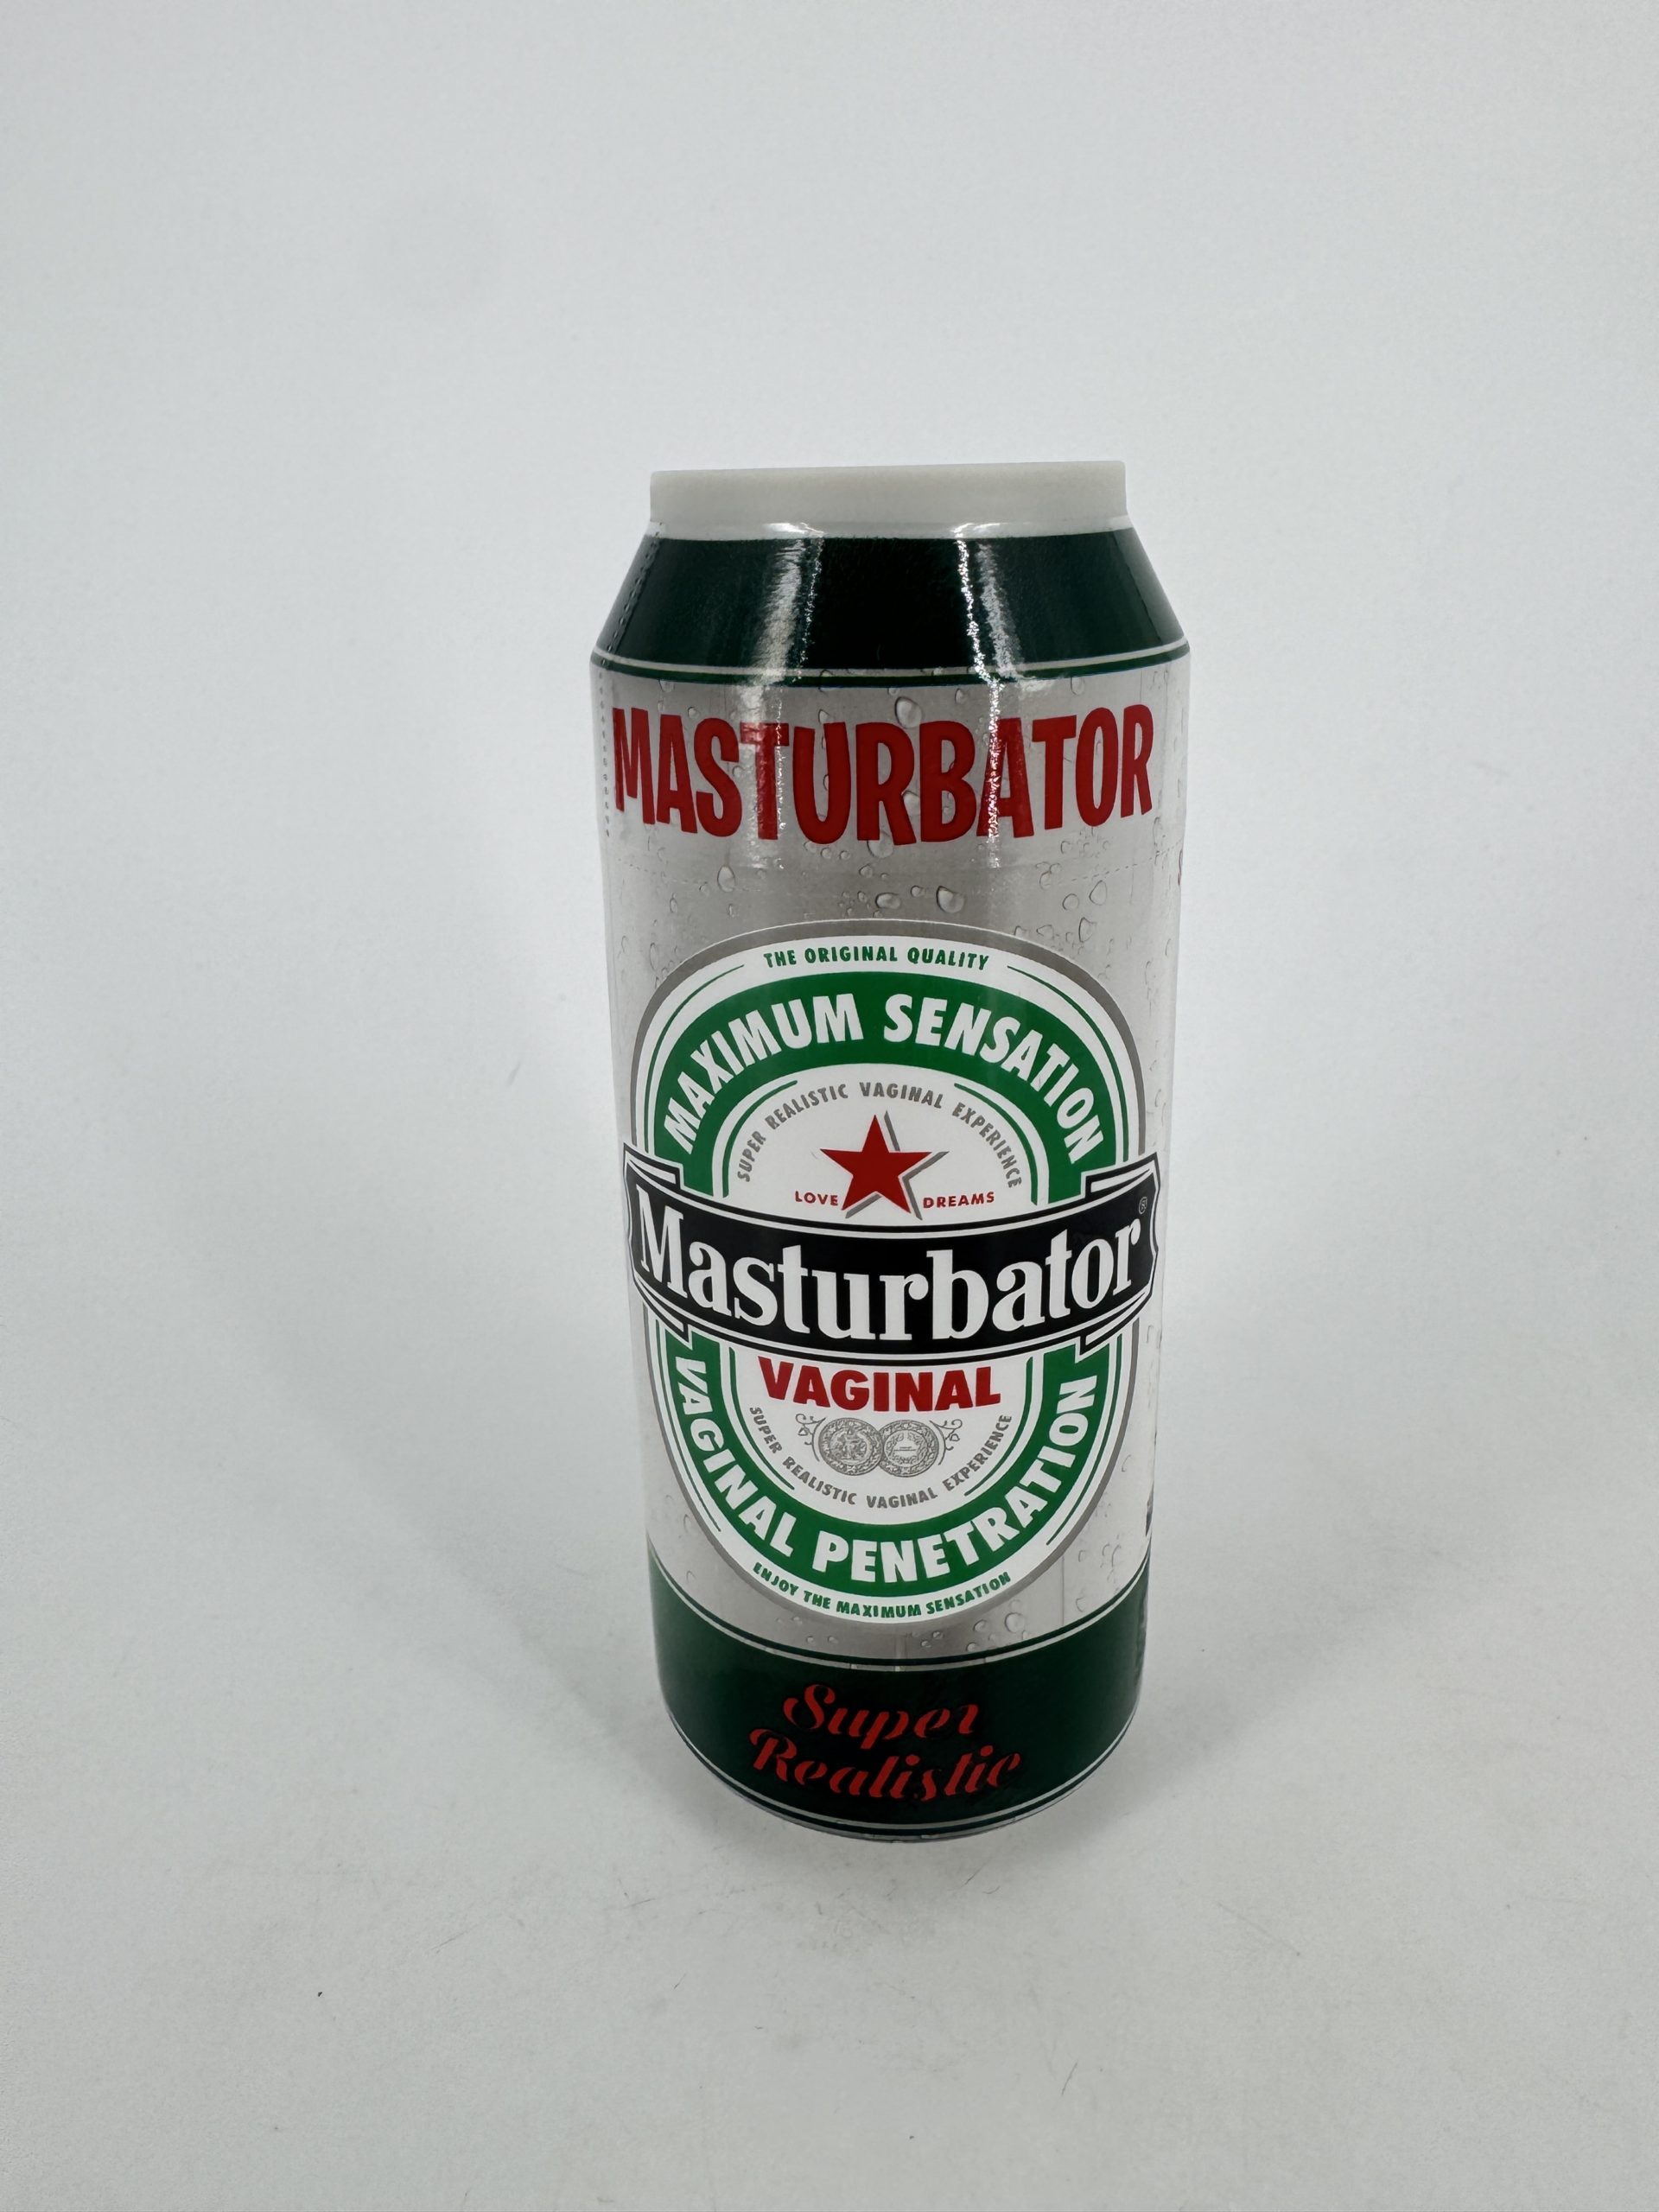 MASTURBATOR
THE ORIGINAL QUALITY
MAXIMUM SENSATION
SUPER REALISTIC VAGINAL EXPERIENCE
LOVE DREAMS
Masturbator®
VAGINAL
SUPER REALISTIC VAGINAL EXPERIENCE
VAGINAL PENETRATION
ENJOY THE MAXIMUM SENSATION
Super
Realistic